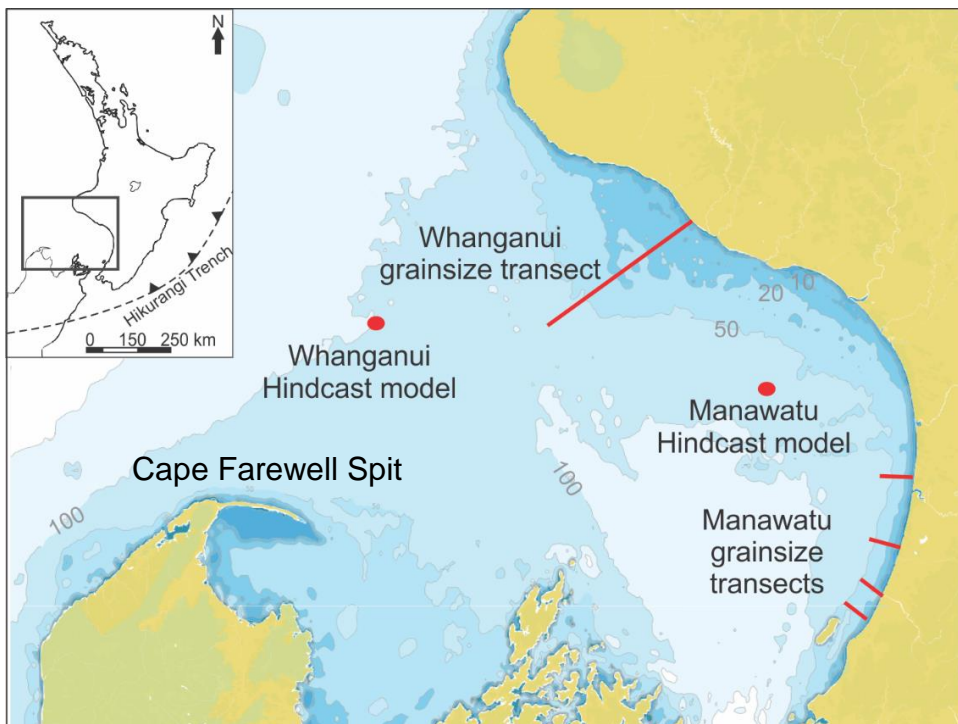 N
Hikurangi Trench
0 150 250 km
Whanganui
grainsize transect
Whanganui
Hindcast model
10
20
50
Manawatu
Hindcast model
Cape Farewell Spit
100
100
Manawatu
grainsize
transects